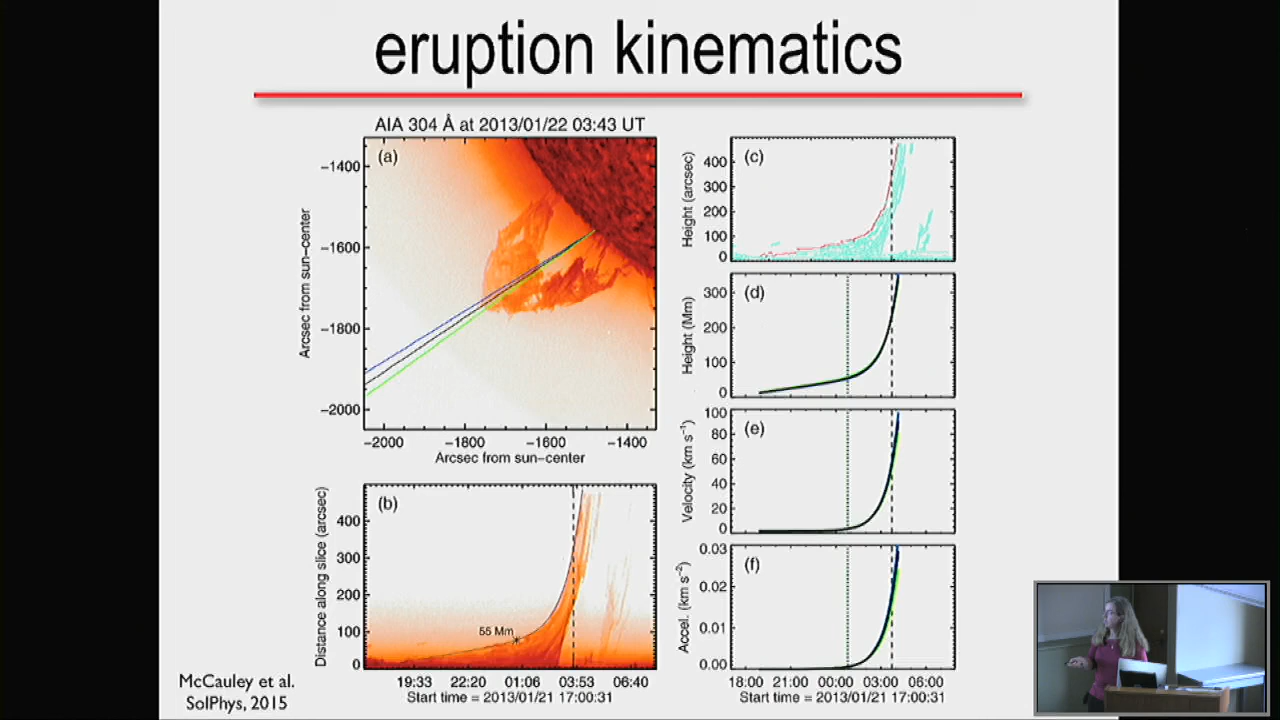 eruption kinematics
AIA 304 Å at 2013/01/22 03:43 UT
(a)
−1400
−1600
−1800
−2000
Arcsec from sun−center
−2000 −1800 −1600 −1400
Arcsec from sun−center
(b)
400
300
200
100
0
Distance along slice (arcsec)
55 Mm
19:33 22:20 01:06 03:53 06:40
Start time = 2013/01/21 17:00:31
(c)
400
300
200
100
0
Height (arcsec)
(d)
300
200
100
0
Height (Mm)
(e)
100
80
60
40
20
0
Velocity (km s⁻¹)
(f)
0.03
0.02
0.01
0.00
Accel. (km s⁻²)
18:00 21:00 00:00 03:00 06:00
Start time = 2013/01/21 17:00:31
McCauley et al.
SolPhys, 2015